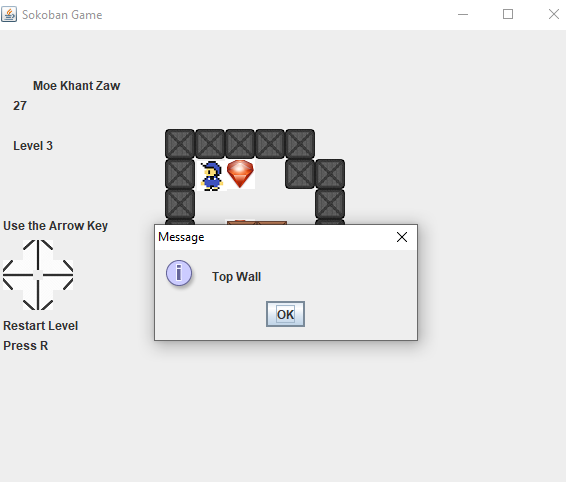 Sokoban Game
Moe Khant Zaw
27
Level 3
Use the Arrow Key
Message
Top Wall
OK
Restart Level
Press R